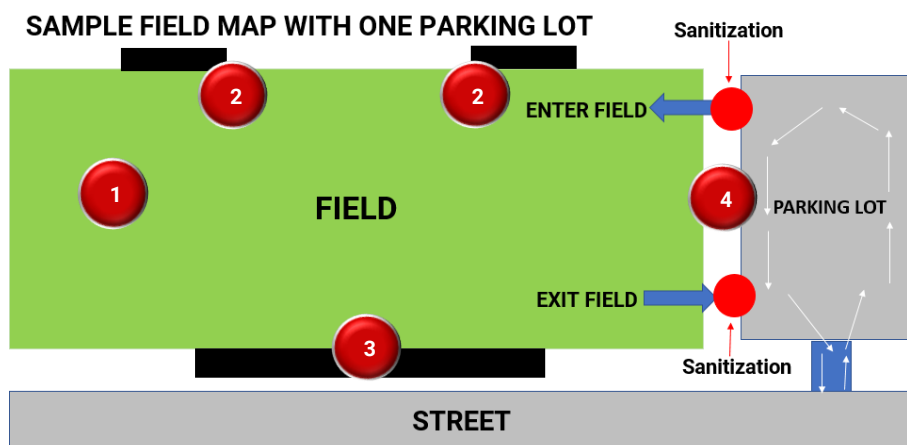 SAMPLE FIELD MAP WITH ONE PARKING LOT
Sanitization
2
2
ENTER FIELD
1
FIELD
4
PARKING LOT
EXIT FIELD
3
Sanitization
STREET